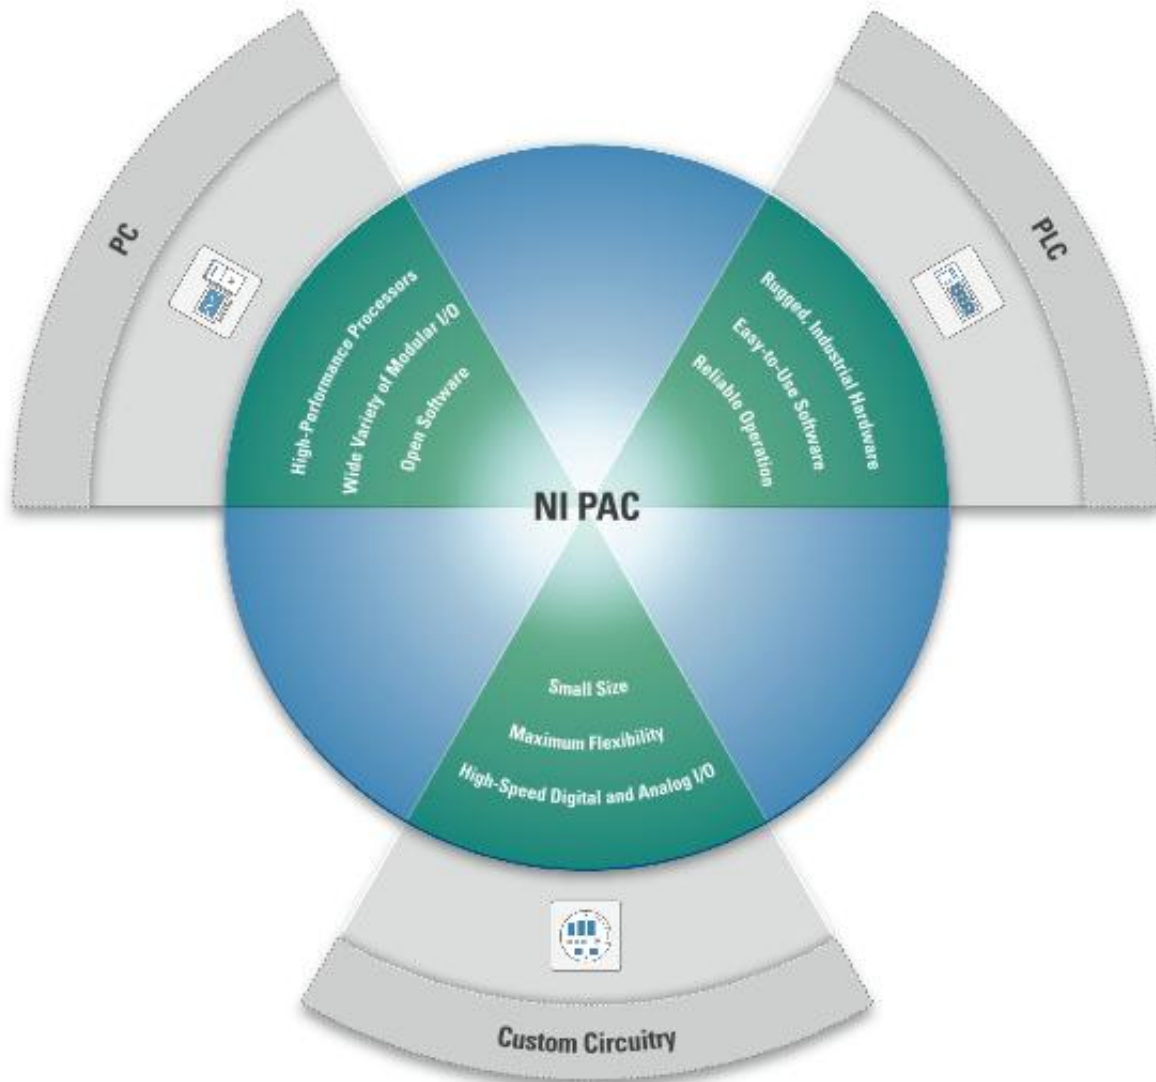 PC
High-Performance Processors
Wide Variety of Modular I/O
Open Software
PLC
Rugged, Industrial Hardware
Easy-to-Use Software
Reliable Operation
NI PAC
Small Size
Maximum Flexibility
High-Speed Digital and Analog I/O
Custom Circuitry